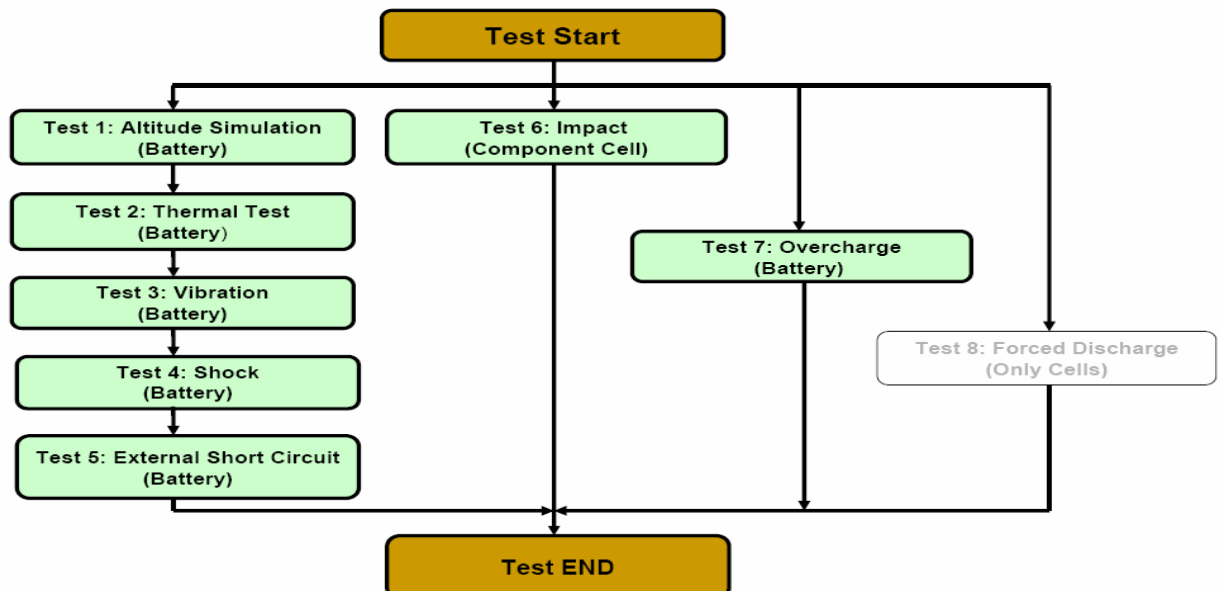 Test Start
Test 1: Altitude Simulation
(Battery)
Test 2: Thermal Test
(Battery)
Test 3: Vibration
(Battery)
Test 4: Shock
(Battery)
Test 5: External Short Circuit
(Battery)
Test 6: Impact
(Component Cell)
Test 7: Overcharge
(Battery)
Test 8: Forced Discharge
(Only Cells)
Test END